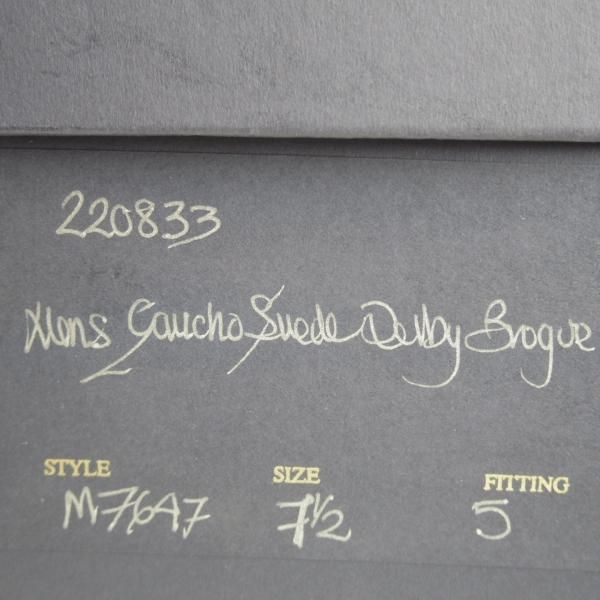 220833
Mens Gaucho Suede Derby Brogue
STYLE SIZE FITTING
M7647 7½ 5